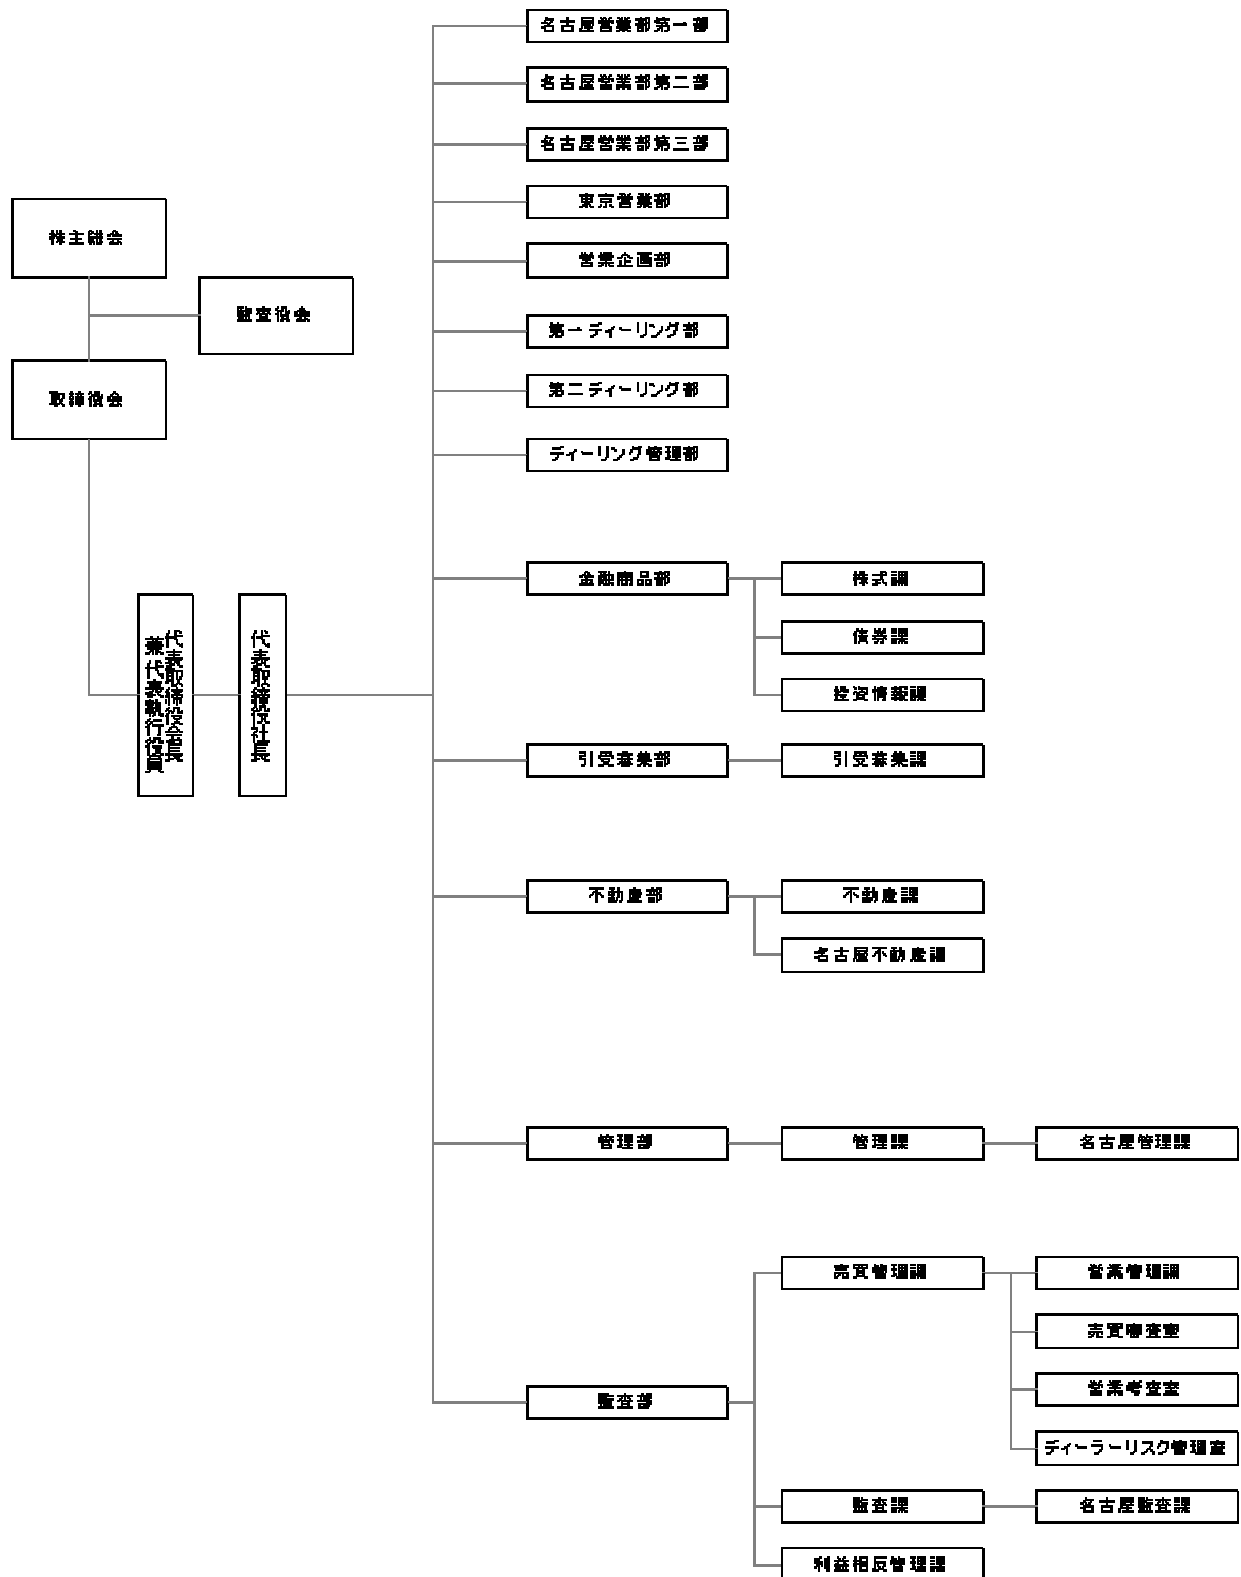 名古屋営業部第一部
名古屋営業部第二部
名古屋営業部第三部
東京営業部
株主総会
営業企画部
監査役会
第一ディーリング部
第二ディーリング部
取締役会
ディーリング管理部
金融商品部
株式課
債券課
投資情報課
代表取締役会長
兼代表執行役員
代表取締役社長
引受募集部
引受募集課
不動産部
不動産課
名古屋不動産課
管理部
管理課
名古屋管理課
売買管理課
営業管理課
売買審査室
営業考査室
監査部
ディーラーリスク管理室
監査課
名古屋監査課
利益相反管理課